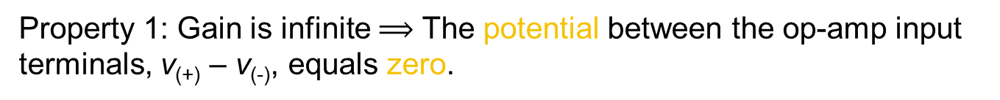 Property 1: Gain is infinite ⟹ The potential between the op-amp input
terminals, v(+) – v(-), equals zero.